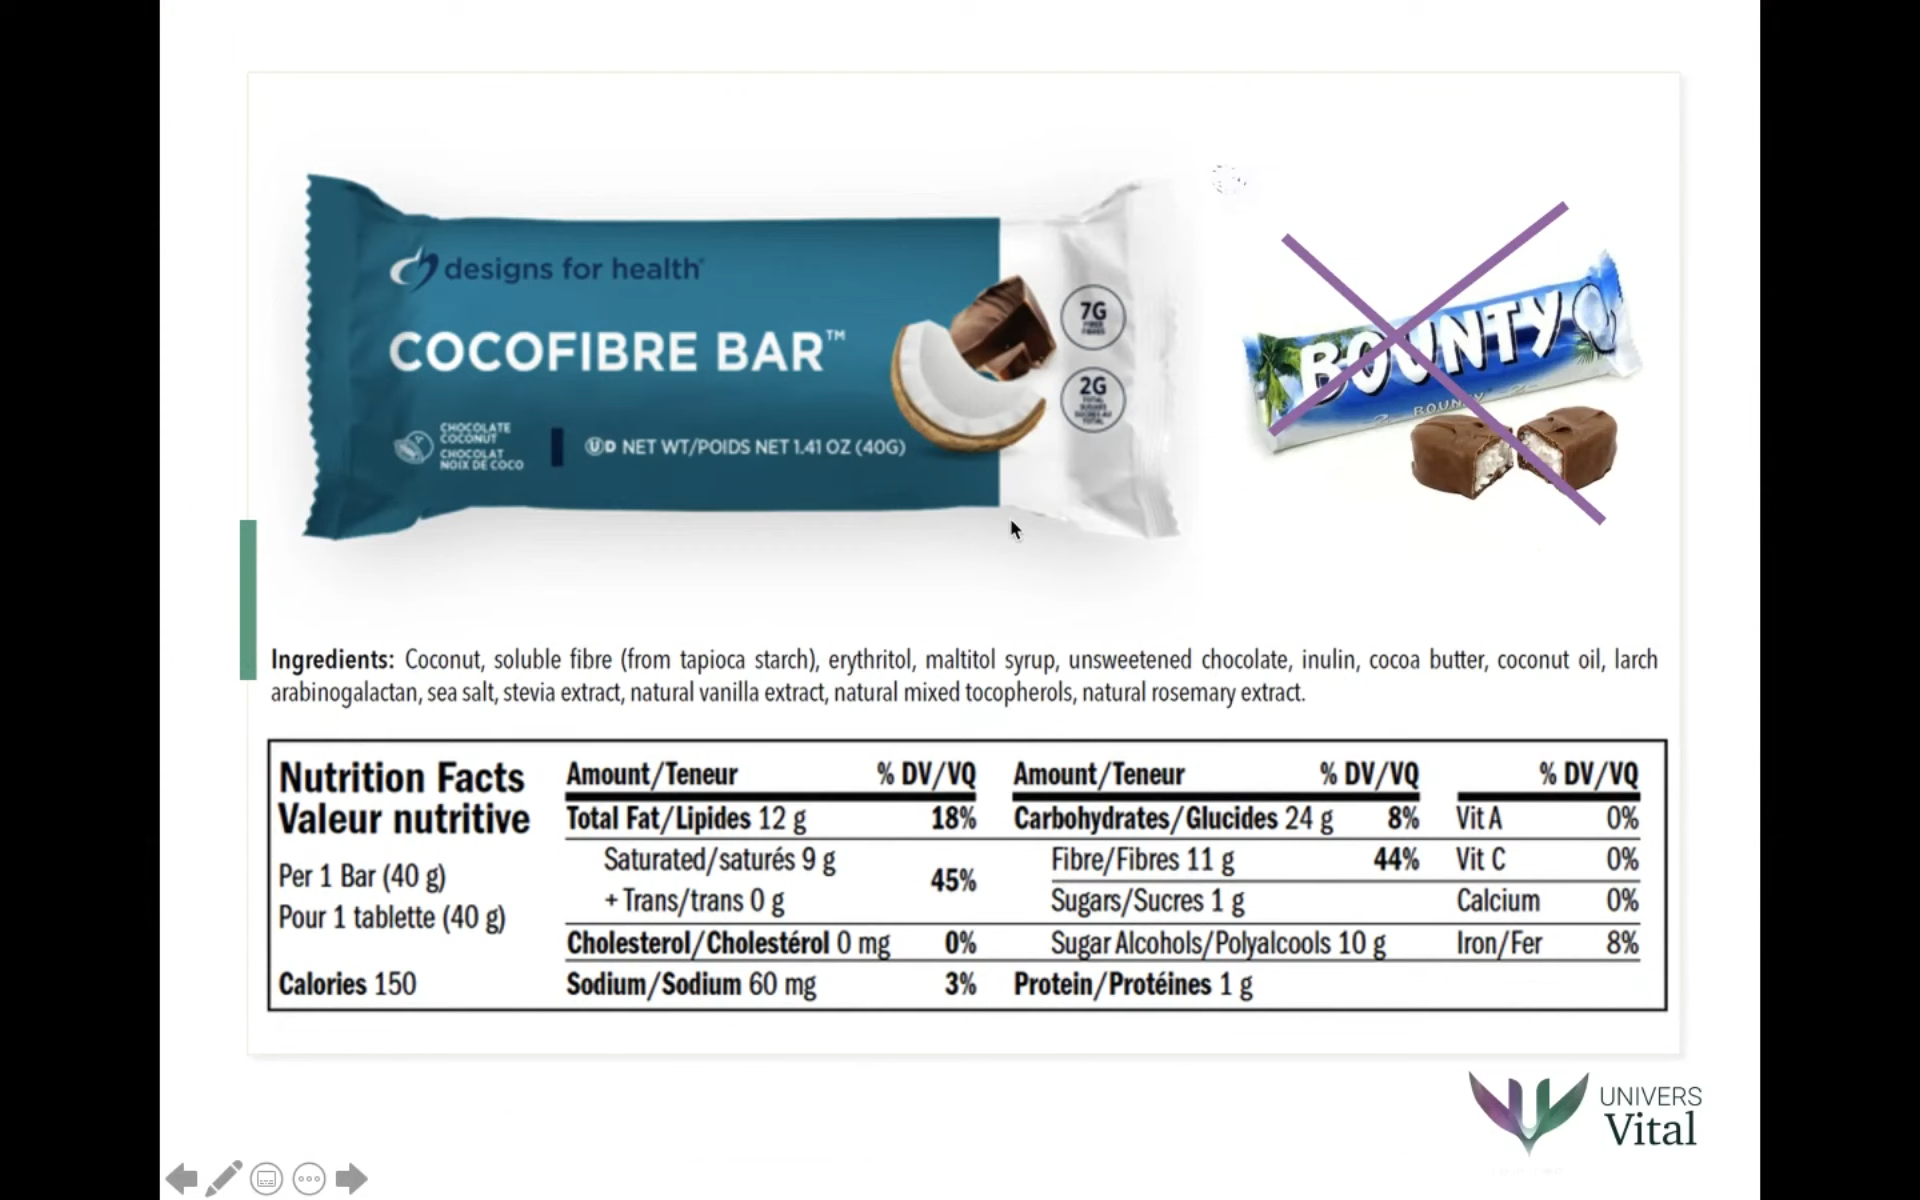 designs for health
COCOFIBRE BAR™
CHOCOLATE
COCONUT
CHOCOLAT
NOIX DE COCO
UD NET WT/POIDS NET 1.41 OZ (40G)
7G
2G
TOTAL
BOUNTY
BOUNTY
Ingredients: Coconut, soluble fibre (from tapioca starch), erythritol, maltitol syrup, unsweetened chocolate, inulin, cocoa butter, coconut oil, larch
arabinogalactan, sea salt, stevia extract, natural vanilla extract, natural mixed tocopherols, natural rosemary extract.
Nutrition Facts
Valeur nutritive
Per 1 Bar (40 g)
Pour 1 tablette (40 g)
Calories 150
Amount/Teneur % DV/VQ
Total Fat/Lipides 12 g 18%
Saturated/saturés 9 g
+ Trans/trans 0 g
45%
Cholesterol/Cholestérol 0 mg 0%
Sodium/Sodium 60 mg 3%
Amount/Teneur % DV/VQ
Carbohydrates/Glucides 24 g 8%
Fibre/Fibres 11 g 44%
Sugars/Sucres 1 g
Sugar Alcohols/Polyalcools 10 g
Protein/Protéines 1 g
% DV/VQ
Vit A 0%
Vit C 0%
Calcium 0%
Iron/Fer 8%
UNIVERS
Vital